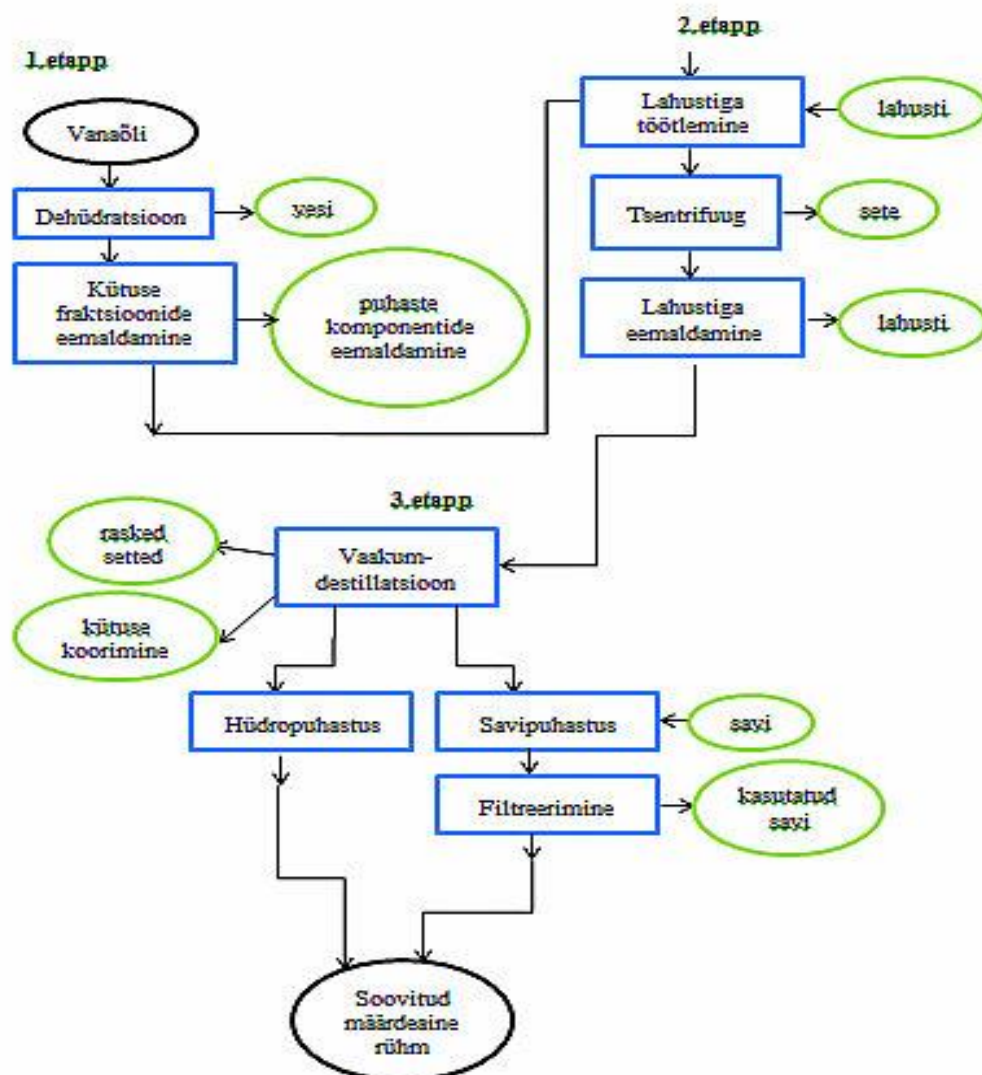 1.etapp
Vanaõli
Dehüdratsioon
vesi
Kütuse
fraktsioonide
eemaldamine
puhaste
komponentide
eemaldamine
2.etapp
Lahustiga
töötlemine
lahusti
Tsentrifuug
sete
Lahustiga
eemaldamine
lahusti
3.etapp
rasked
setted
Vaakum-
destillatsioon
kütuse
koorimine
Hüdropuhastus
Savipuhastus
savi
Filtreerimine
kasutatud
savi
Soovitud
määrdeaine
rühm